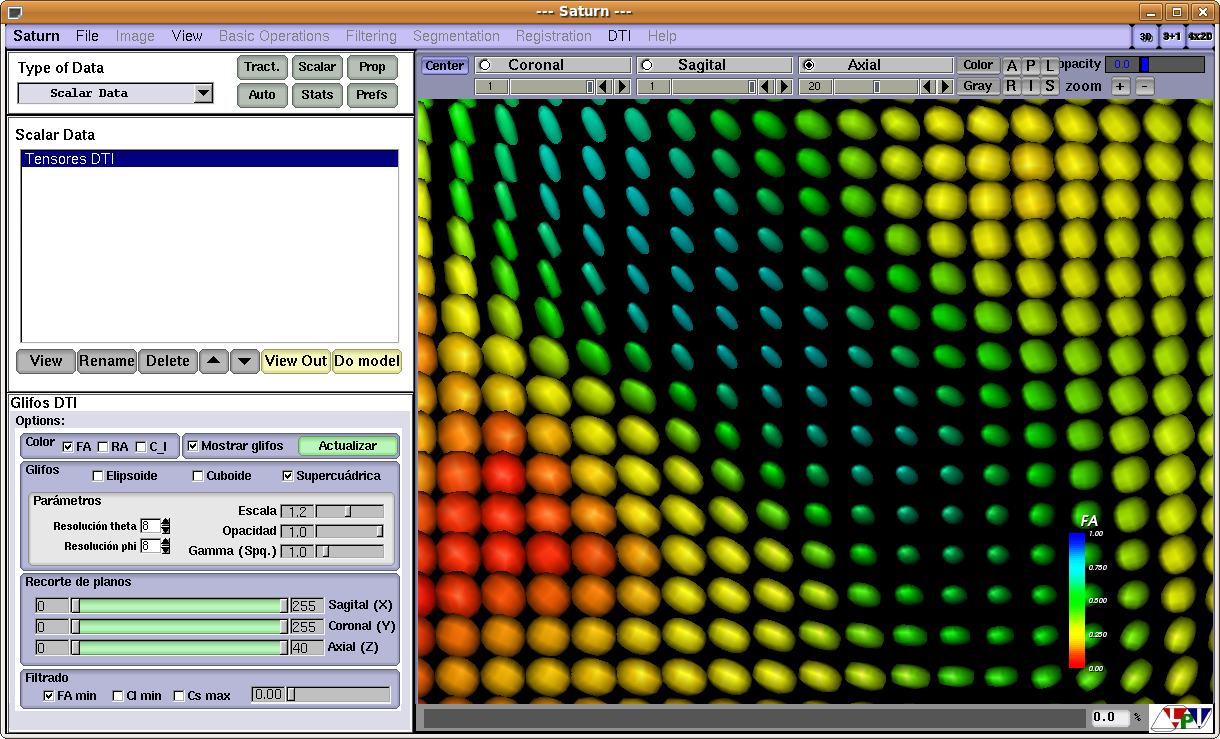 --- Saturn ---
Saturn File Image View Basic Operations Filtering Segmentation Registration DTI Help
3D 3+1 4x2D
Type of Data
Scalar Data
Tract. Scalar Prop
Auto Stats Prefs
Center Coronal Sagital Axial Color A P L opacity 0.0
1 1 20 Gray R I S zoom + -
Scalar Data
Tensores DTI
View Rename Delete View Out Do model
Glifos DTI
Options:
Color FA RA C_l Mostrar glifos Actualizar
Glifos
Elipsoide Cuboide Supercuádrica
Parámetros
Escala 1.2
Resolución theta 8
Opacidad 1.0
Resolución phi 8
Gamma (Spq.) 1.0
Recorte de planos
0 255 Sagital (X)
0 255 Coronal (Y)
0 40 Axial (Z)
Filtrado
FA min Cl min Cs max 0.00
FA
1.00
0.750
0.500
0.250
0.00
0.0 %
LPI